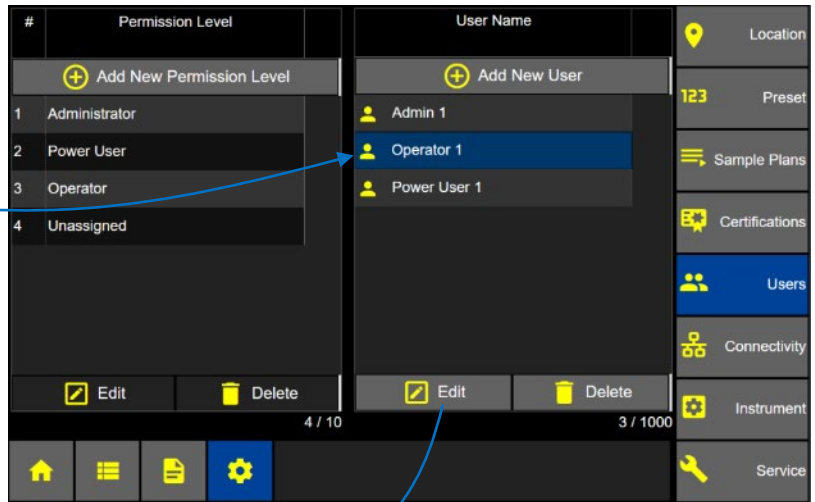 # Permission Level
Add New Permission Level
1 Administrator
2 Power User
3 Operator
4 Unassigned
Edit Delete
4 / 10
User Name
Add New User
Admin 1
Operator 1
Power User 1
Edit Delete
3 / 1000
Location
123 Preset
Sample Plans
Certifications
Users
Connectivity
Instrument
Service